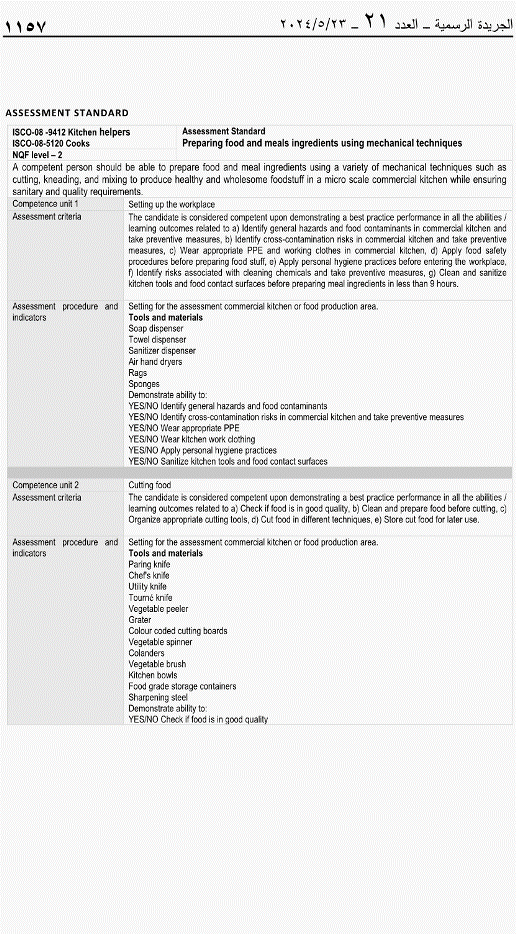 الجريدة الرسمية – العدد ٢١ – ٢٠٢٤/٥/٢٣
١١٥٧
ASSESSMENT STANDARD
ISCO-08 -9412 Kitchen helpers
ISCO-08-5120 Cooks
NQF level – 2
Assessment Standard
Preparing food and meals ingredients using mechanical techniques
A competent person should be able to prepare food and meal ingredients using a variety of mechanical techniques such as
cutting, kneading, and mixing to produce healthy and wholesome foodstuff in a micro scale commercial kitchen while ensuring
sanitary and quality requirements.
Competence unit 1
Setting up the workplace
Assessment criteria
The candidate is considered competent upon demonstrating a best practice performance in all the abilities /
learning outcomes related to a) Identify general hazards and food contaminants in commercial kitchen and
take preventive measures, b) Identify cross-contamination risks in commercial kitchen and take preventive
measures, c) Wear appropriate PPE and working clothes in commercial kitchen, d) Apply food safety
procedures before preparing food stuff, e) Apply personal hygiene practices before entering the workplace,
f) Identify risks associated with cleaning chemicals and take preventive measures, g) Clean and sanitize
kitchen tools and food contact surfaces before preparing meal ingredients in less than 9 hours.
Assessment procedure and
indicators
Setting for the assessment commercial kitchen or food production area.
Tools and materials
Soap dispenser
Towel dispenser
Sanitizer dispenser
Air hand dryers
Rags
Sponges
Demonstrate ability to:
YES/NO Identify general hazards and food contaminants
YES/NO Identify cross-contamination risks in commercial kitchen and take preventive measures
YES/NO Wear appropriate PPE
YES/NO Wear kitchen work clothing
YES/NO Apply personal hygiene practices
YES/NO Sanitize kitchen tools and food contact surfaces
Competence unit 2
Cutting food
Assessment criteria
The candidate is considered competent upon demonstrating a best practice performance in all the abilities /
learning outcomes related to a) Check if food is in good quality, b) Clean and prepare food before cutting, c)
Organize appropriate cutting tools, d) Cut food in different techniques, e) Store cut food for later use.
Assessment procedure and
indicators
Setting for the assessment commercial kitchen or food production area.
Tools and materials
Paring knife
Chef's knife
Utility knife
Tourné knife
Vegetable peeler
Grater
Colour coded cutting boards
Vegetable spinner
Colanders
Vegetable brush
Kitchen bowls
Food grade storage containers
Sharpening steel
Demonstrate ability to:
YES/NO Check if food is in good quality